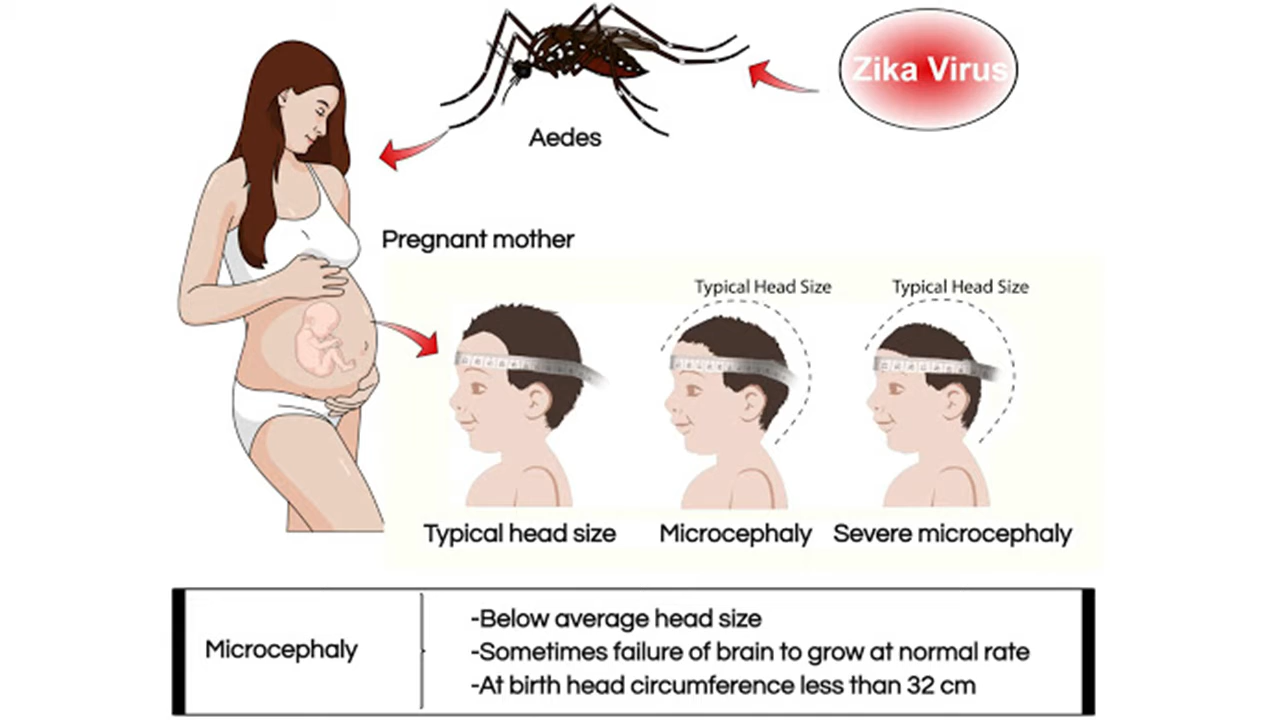 Zika Virus
Aedes
Pregnant mother
Typical Head Size
Typical Head Size
Typical head size
Microcephaly
Severe microcephaly
Microcephaly
-Below average head size
-Sometimes failure of brain to grow at normal rate
-At birth head circumference less than 32 cm